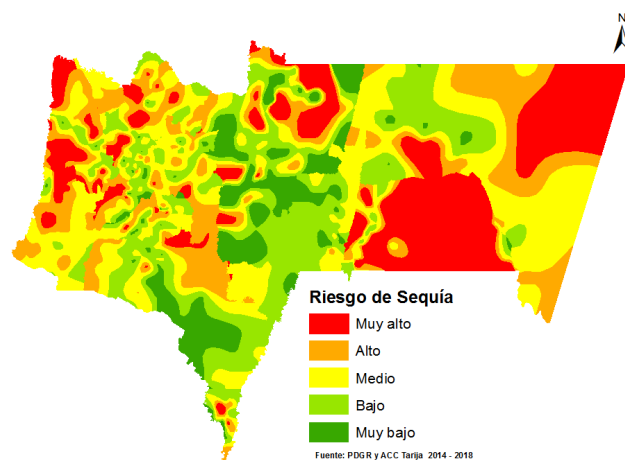 N
Riesgo de Sequía
Muy alto
Alto
Medio
Bajo
Muy bajo
Fuente: PDGR y ACC Tarija 2014 - 2018